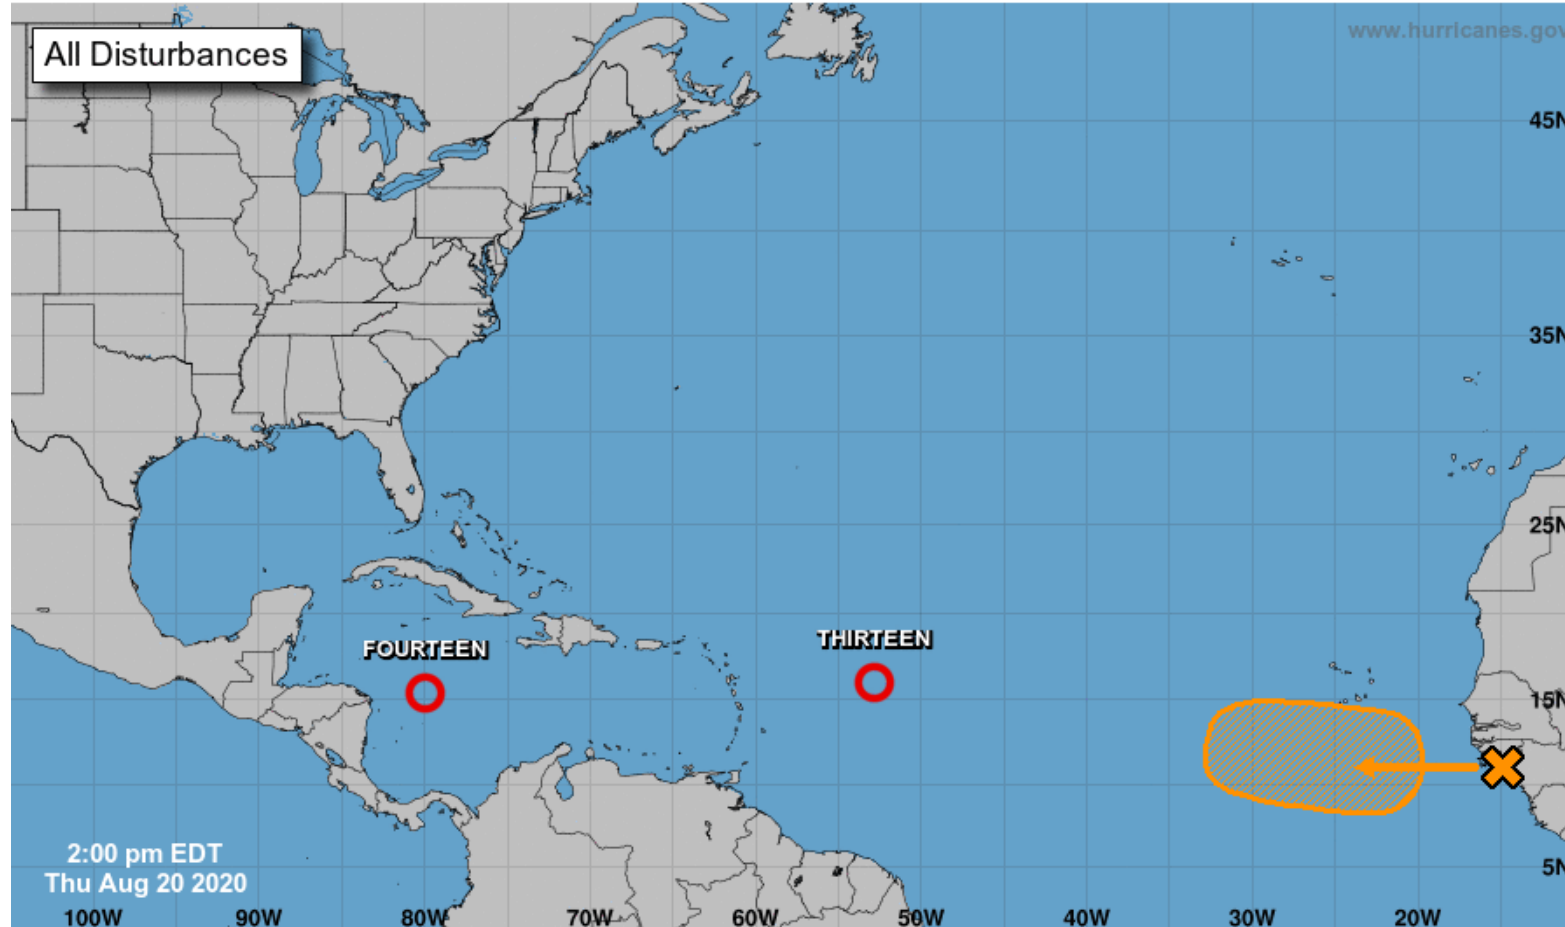 All Disturbances
www.hurricanes.gov
45N
35N
25N
THIRTEEN
FOURTEEN
15N
2:00 pm EDT
Thu Aug 20 2020
5N
100W 90W 80W 70W 60W 50W 40W 30W 20W